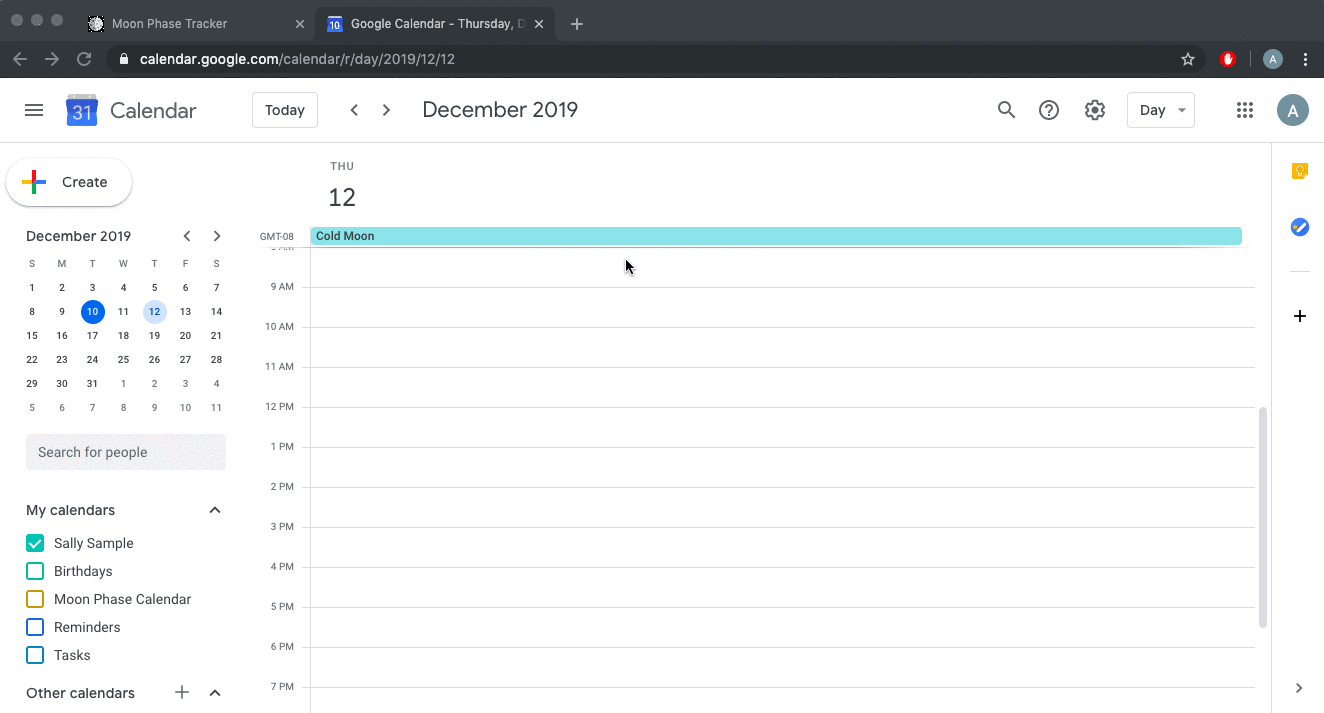 Moon Phase Tracker
10 Google Calendar - Thursday, D
calendar.google.com/calendar/r/day/2019/12/12
A
31 Calendar
Today
December 2019
Day
A
Create
THU
12
December 2019
GMT-08
Cold Moon
S M T W T F S
1 2 3 4 5 6 7
8 9 10 11 12 13 14
15 16 17 18 19 20 21
22 23 24 25 26 27 28
29 30 31 1 2 3 4
5 6 7 8 9 10 11
Search for people
My calendars
Sally Sample
Birthdays
Moon Phase Calendar
Reminders
Tasks
Other calendars
9 AM
10 AM
11 AM
12 PM
1 PM
2 PM
3 PM
4 PM
5 PM
6 PM
7 PM